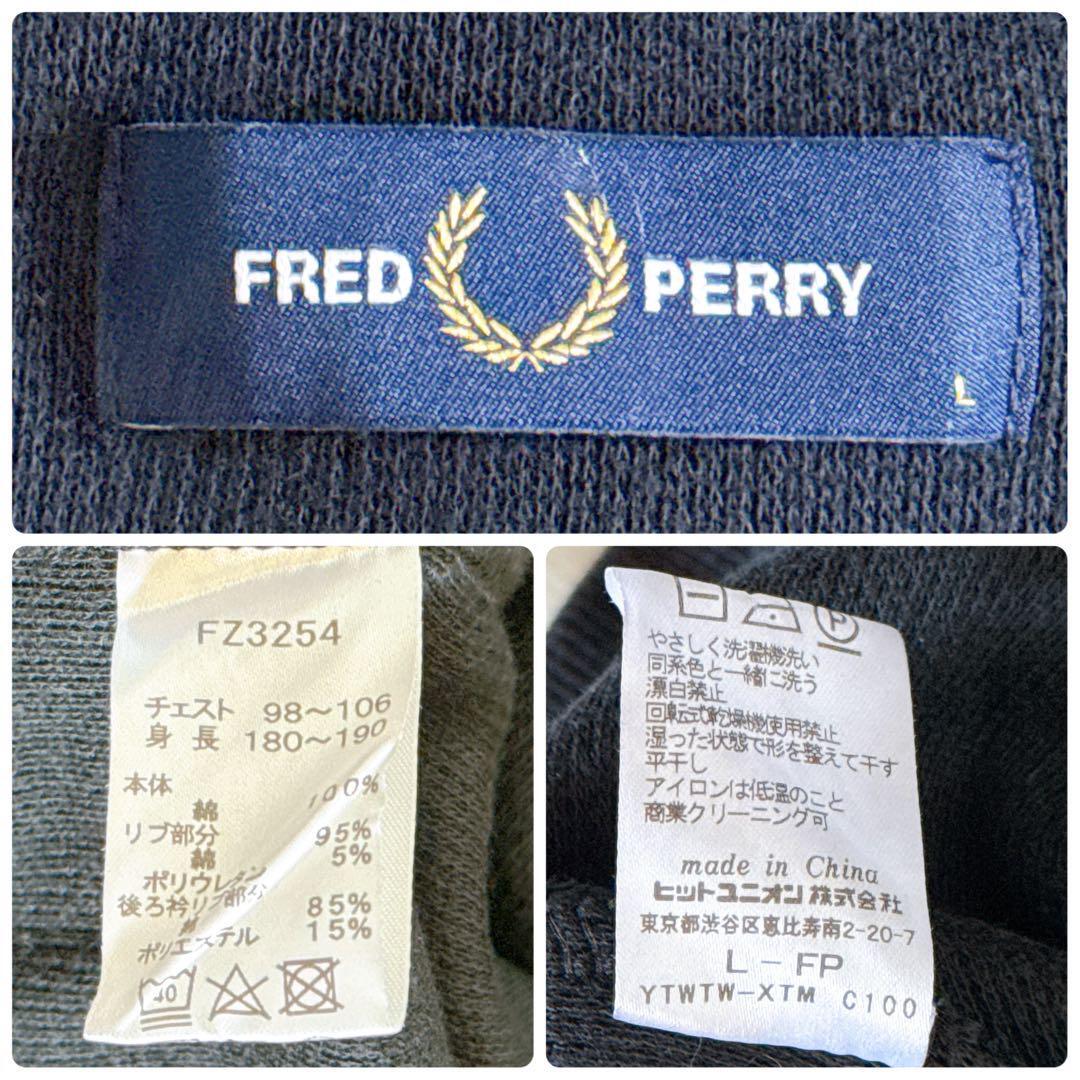 FRED PERRY
L
FZ3254
チェスト 98～106
身長 180～190
本体
綿 100%
リブ部分
綿 95%
ポリウレタン 5%
後ろ衿リブ部分
綿 85%
ポリエステル 15%
40
P
やさしく洗濯機洗い
同系色と一緒に洗う
漂白禁止
回転式乾燥機使用禁止
湿った状態で形を整えて干す
平干し
アイロンは低温のこと
商業クリーニング可
made in China
ヒットユニオン株式会社
東京都渋谷区恵比寿南2-20-7
L-FP
YTWTW-XTM C100